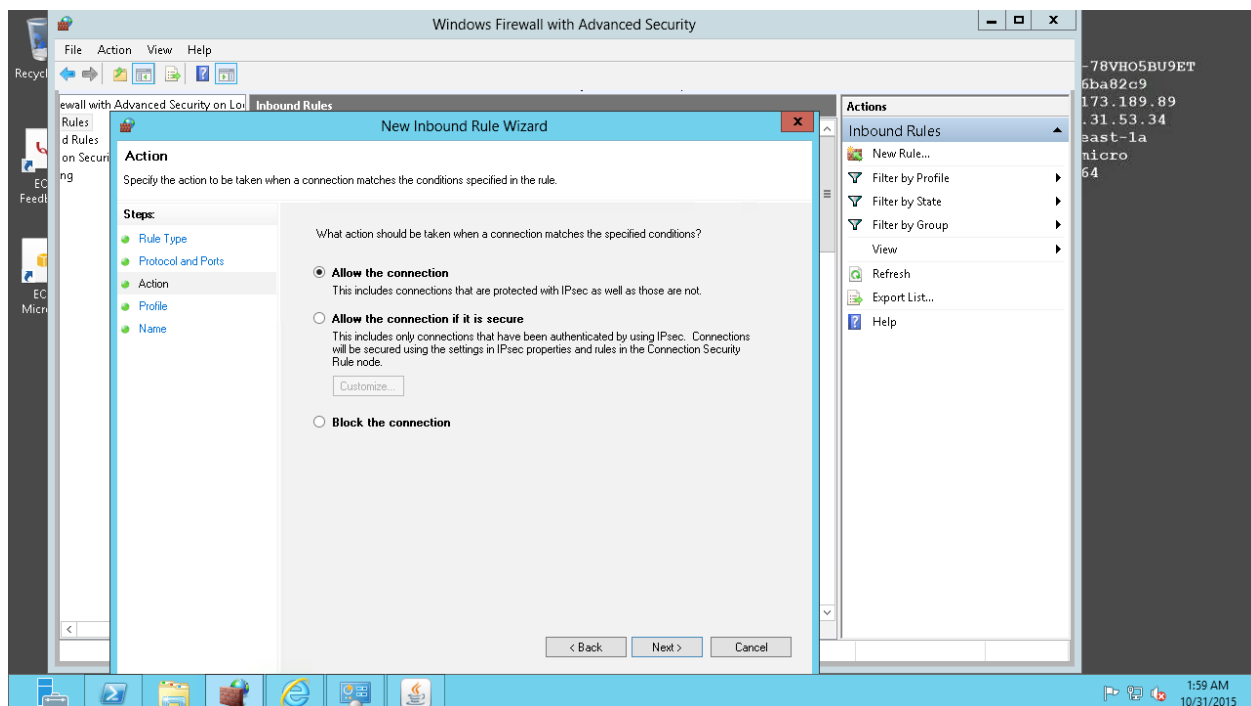 Windows Firewall with Advanced Security
File Action View Help
Recycl
ewall with Advanced Security on Loc
Rules
d Rules
on Securi
ng
Inbound Rules
EC
Feedb
EC
Micro
New Inbound Rule Wizard
Action
Specify the action to be taken when a connection matches the conditions specified in the rule.
Steps:
Rule Type
Protocol and Ports
Action
Profile
Name
What action should be taken when a connection matches the specified conditions?
Allow the connection
This includes connections that are protected with IPsec as well as those are not.
Allow the connection if it is secure
This includes only connections that have been authenticated by using IPsec. Connections
will be secured using the settings in IPsec properties and rules in the Connection Security
Rule node.
Customize...
Block the connection
< Back Next > Cancel
Actions
Inbound Rules
New Rule...
Filter by Profile
Filter by State
Filter by Group
View
Refresh
Export List...
Help
-78VHO5BU9ET
6ba82c9
173.189.89
.31.53.34
east-1a
micro
64
1:59 AM
10/31/2015